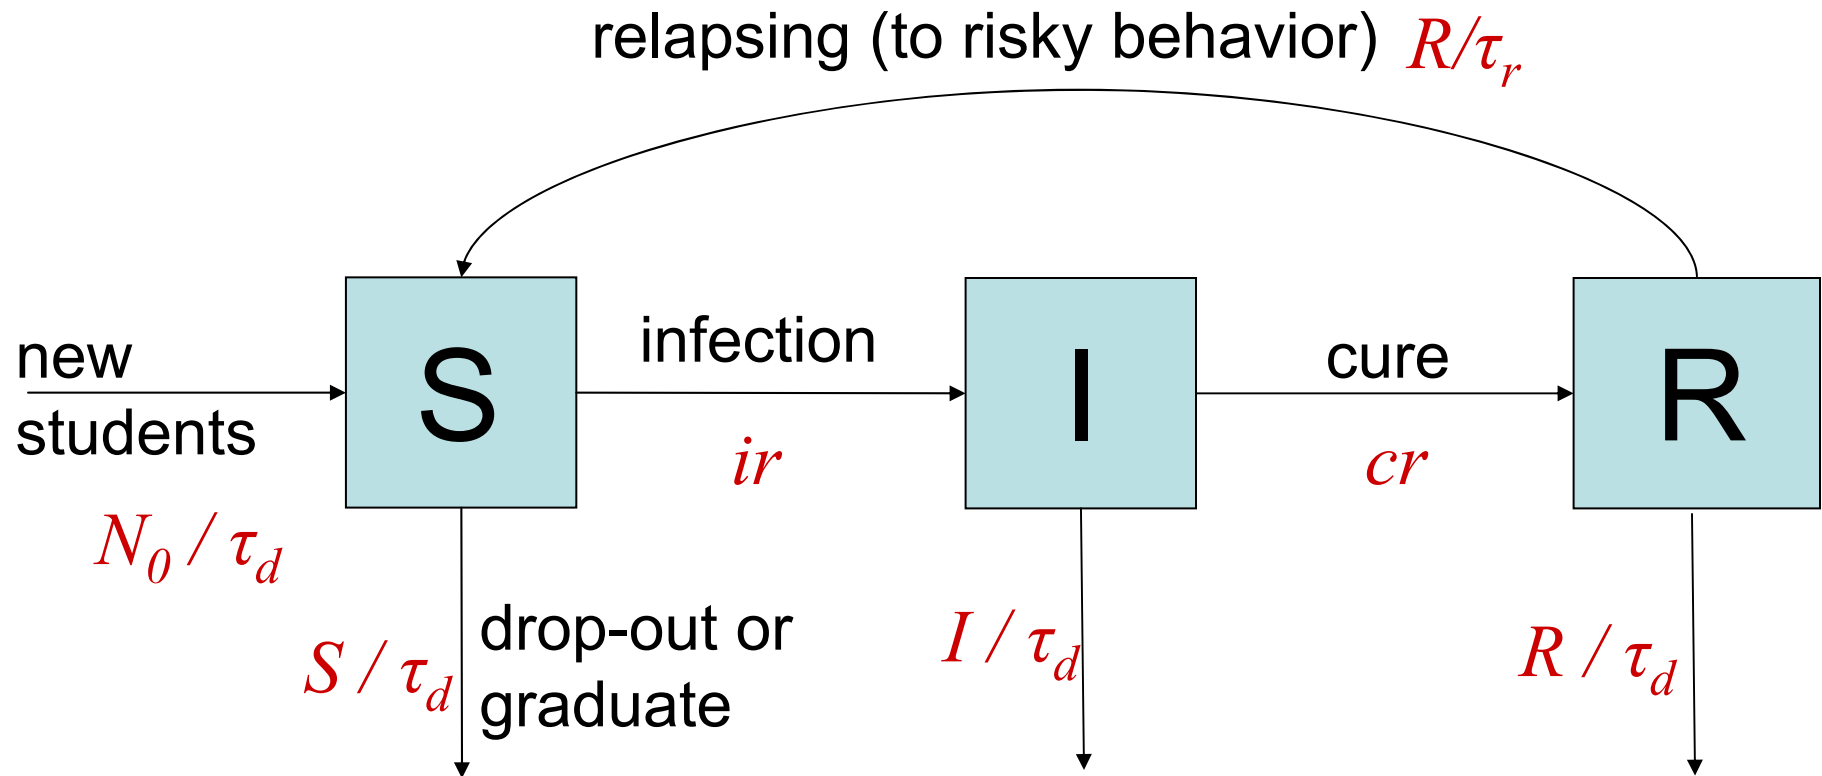 relapsing (to risky behavior) R/τr
new
students
N0 / τd
S
infection
ir
I
cure
cr
R
S / τd
drop-out or
graduate
I / τd
R / τd